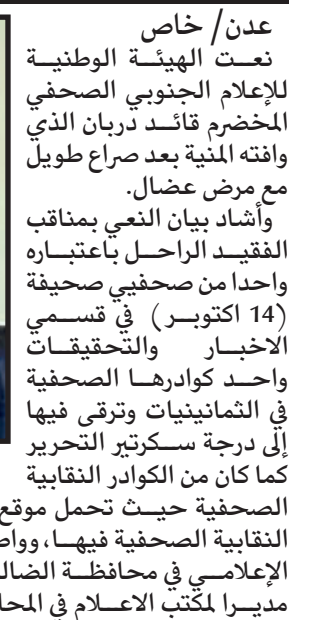 عدن/ خاص
نعت الهيئة الوطنية
للإعلام الجنوبي الصحفي
المخضرم قائد دربان الذي
وافته المنية بعد صراع طويل
مع مرض عضال.
وأشاد بيان النعي بمناقب
الفقيد الراحل باعتباره
واحدا من صحفيي صحيفة
(14 اكتوبر) في قسمي
الاخبار والتحقيقات
واحد كوادرها الصحفية
في الثمانينيات وترقى فيها
إلى درجة سكرتير التحرير
كما كان من الكوادر النقابية
الصحفية حيث تحمل موقع
النقابية الصحفية فيها،
الإعلامي في محافظة
مديرا لمكتب الاعلام في